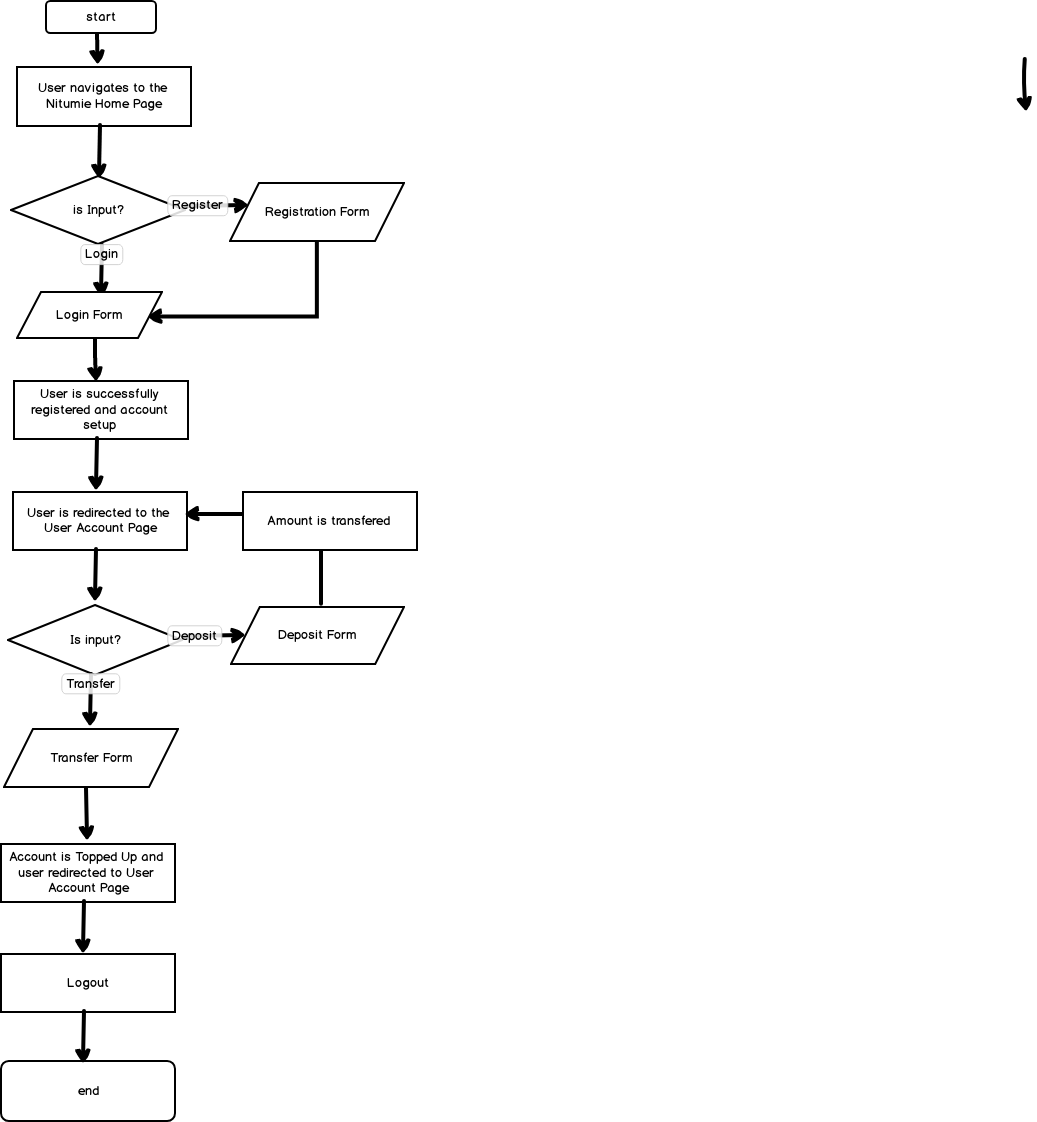 start
User navigates to the
Nitumie Home Page
is Input?
Register
Registration Form
Login
Login Form
User is successfully
registered and account
setup
User is redirected to the
User Account Page
Amount is transfered
Is input?
Deposit
Deposit Form
Transfer
Transfer Form
Account is Topped Up and
user redirected to User
Account Page
Logout
end